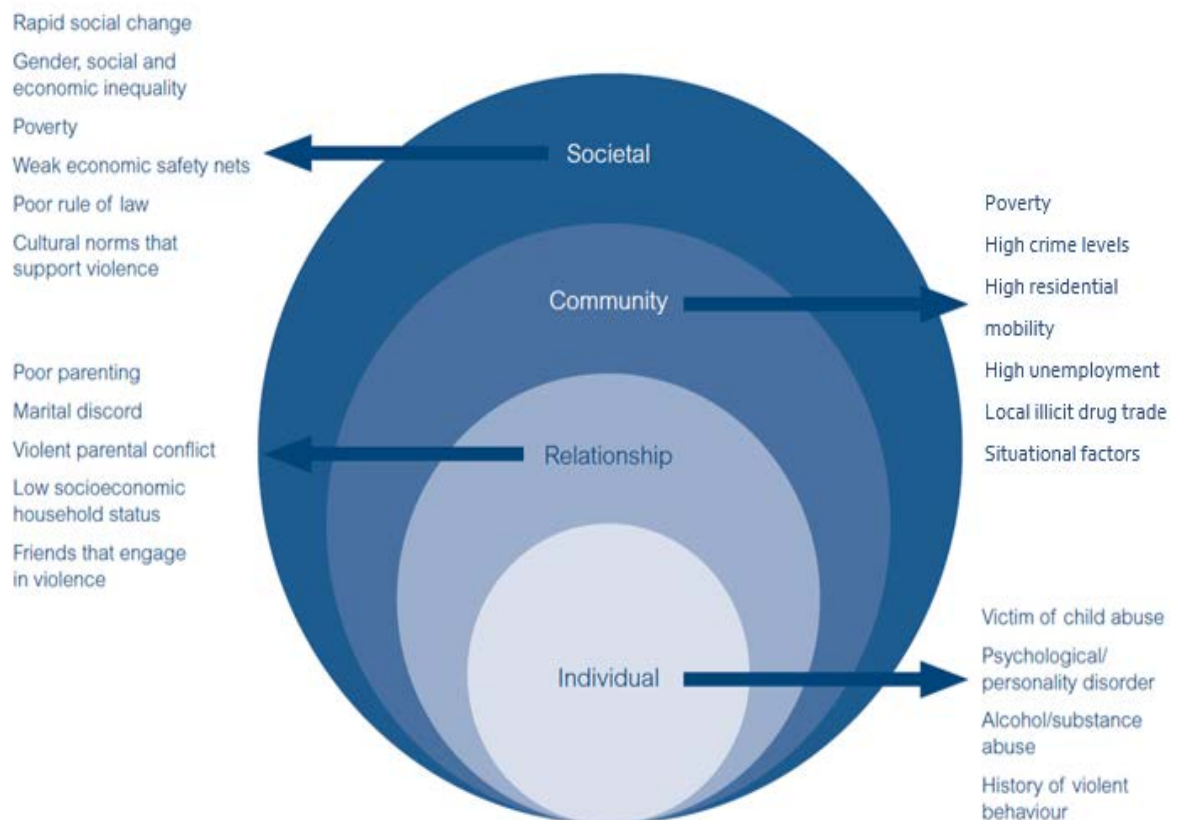 Rapid social change
Gender, social and
economic inequality
Poverty
Weak economic safety nets
Poor rule of law
Cultural norms that
support violence
Societal
Poverty
High crime levels
High residential
mobility
High unemployment
Local illicit drug trade
Situational factors
Community
Poor parenting
Marital discord
Violent parental conflict
Low socioeconomic
household status
Friends that engage
in violence
Relationship
Individual
Victim of child abuse
Psychological/
personality disorder
Alcohol/substance
abuse
History of violent
behaviour